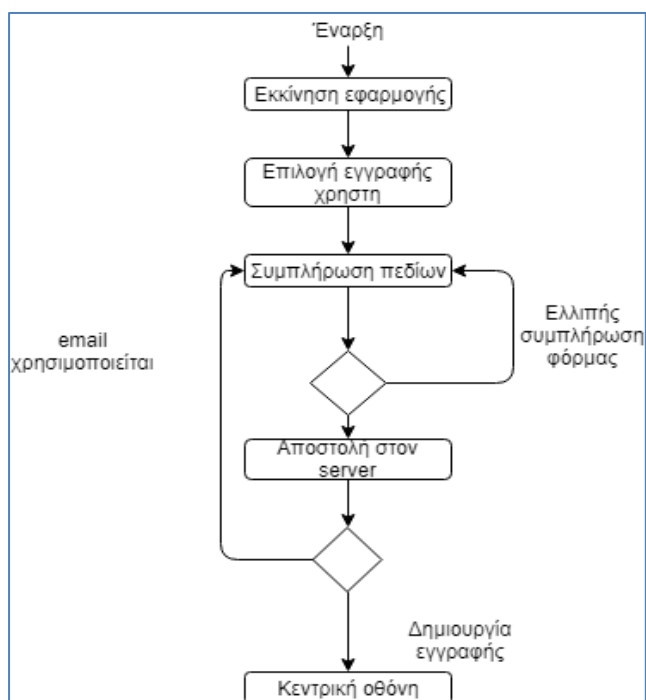 Έναρξη
Εκκίνηση εφαρμογής
Επιλογή εγγραφής
χρηστη
Συμπλήρωση πεδίων
Ελλιπής
συμπλήρωση
φόρμας
email
χρησιμοποιείται
Αποστολή στον
server
Δημιουργία
εγγραφής
Κεντρική οθόνη